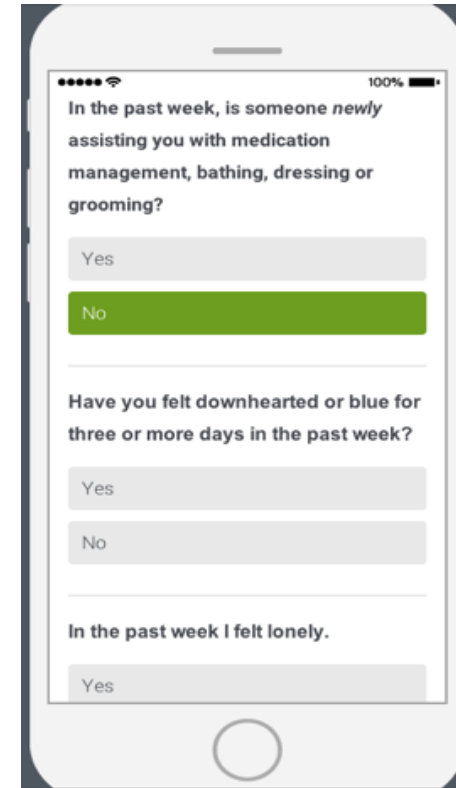 100%
In the past week, is someone newly
assisting you with medication
management, bathing, dressing or
grooming?
Yes
No
Have you felt downhearted or blue for
three or more days in the past week?
Yes
No
In the past week I felt lonely.
Yes